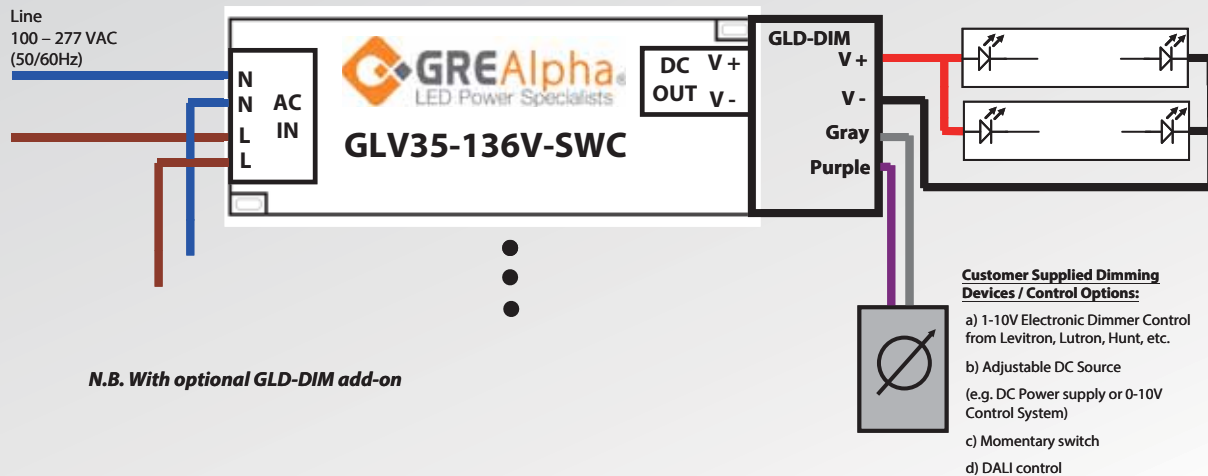 Line
100 – 277 VAC
(50/60Hz)
N
N
L
L
AC
IN
GREAlpha®
LED Power Specialists
GLV35-136V-SWC
DC
OUT
V +
V -
GLD-DIM
V +
V -
Gray
Purple
N.B. With optional GLD-DIM add-on
Customer Supplied Dimming
Devices / Control Options:
a) 1-10V Electronic Dimmer Control
from Levitron, Lutron, Hunt, etc.
b) Adjustable DC Source
(e.g. DC Power supply or 0-10V
Control System)
c) Momentary switch
d) DALI control